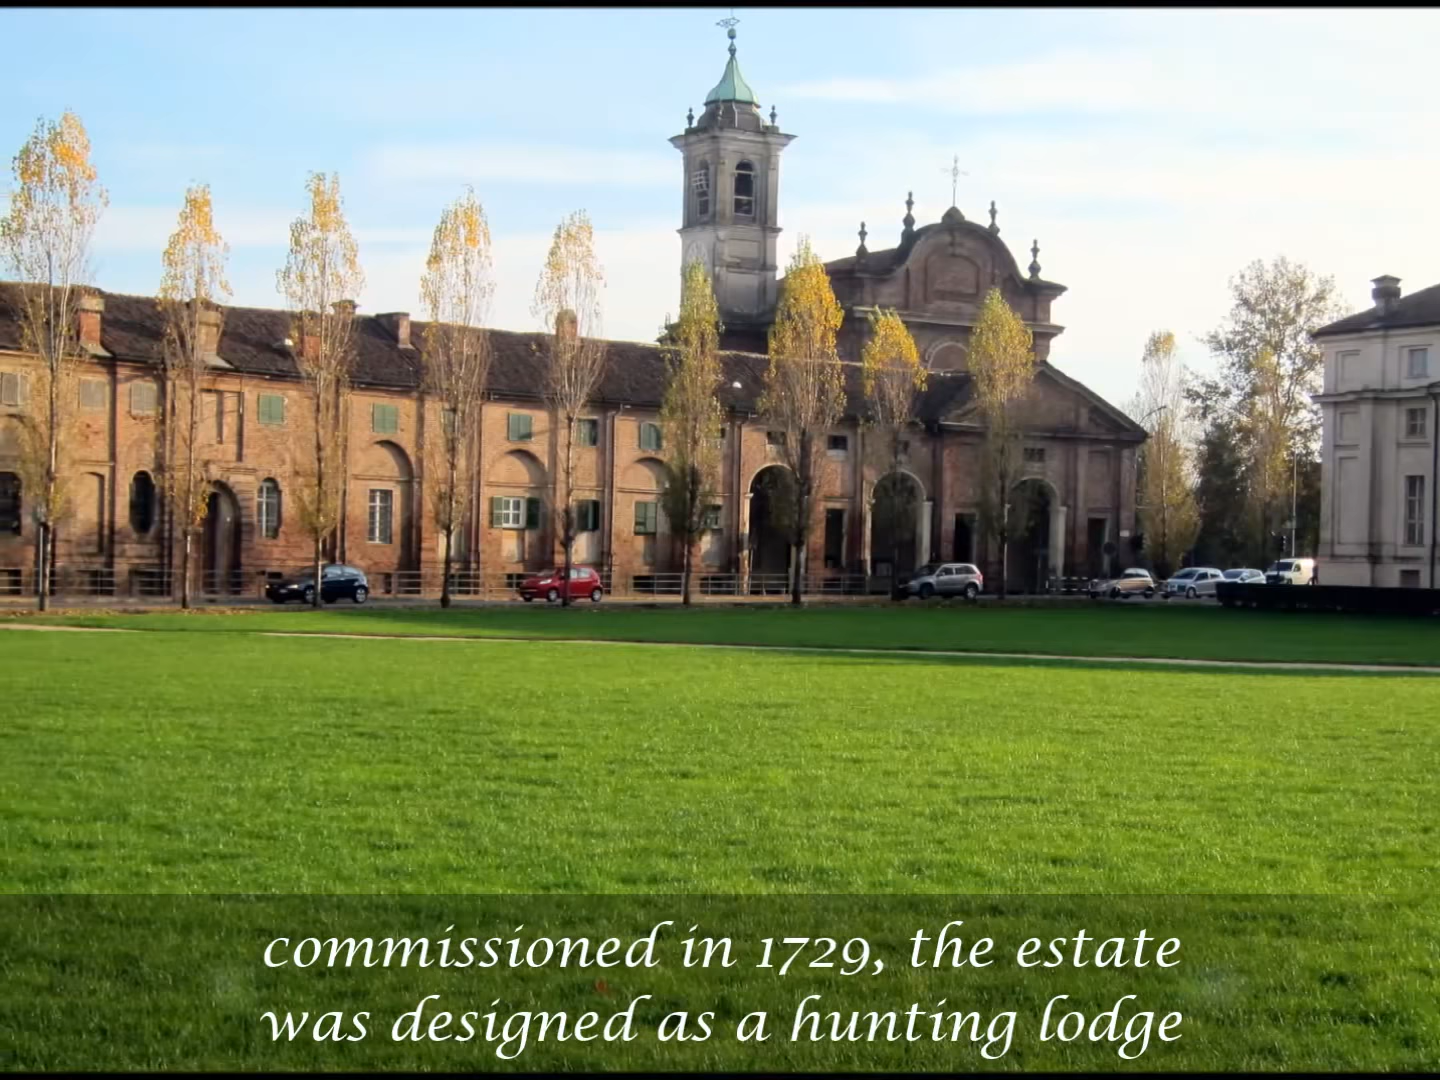 commissioned in 1729, the estate
was designed as a hunting lodge